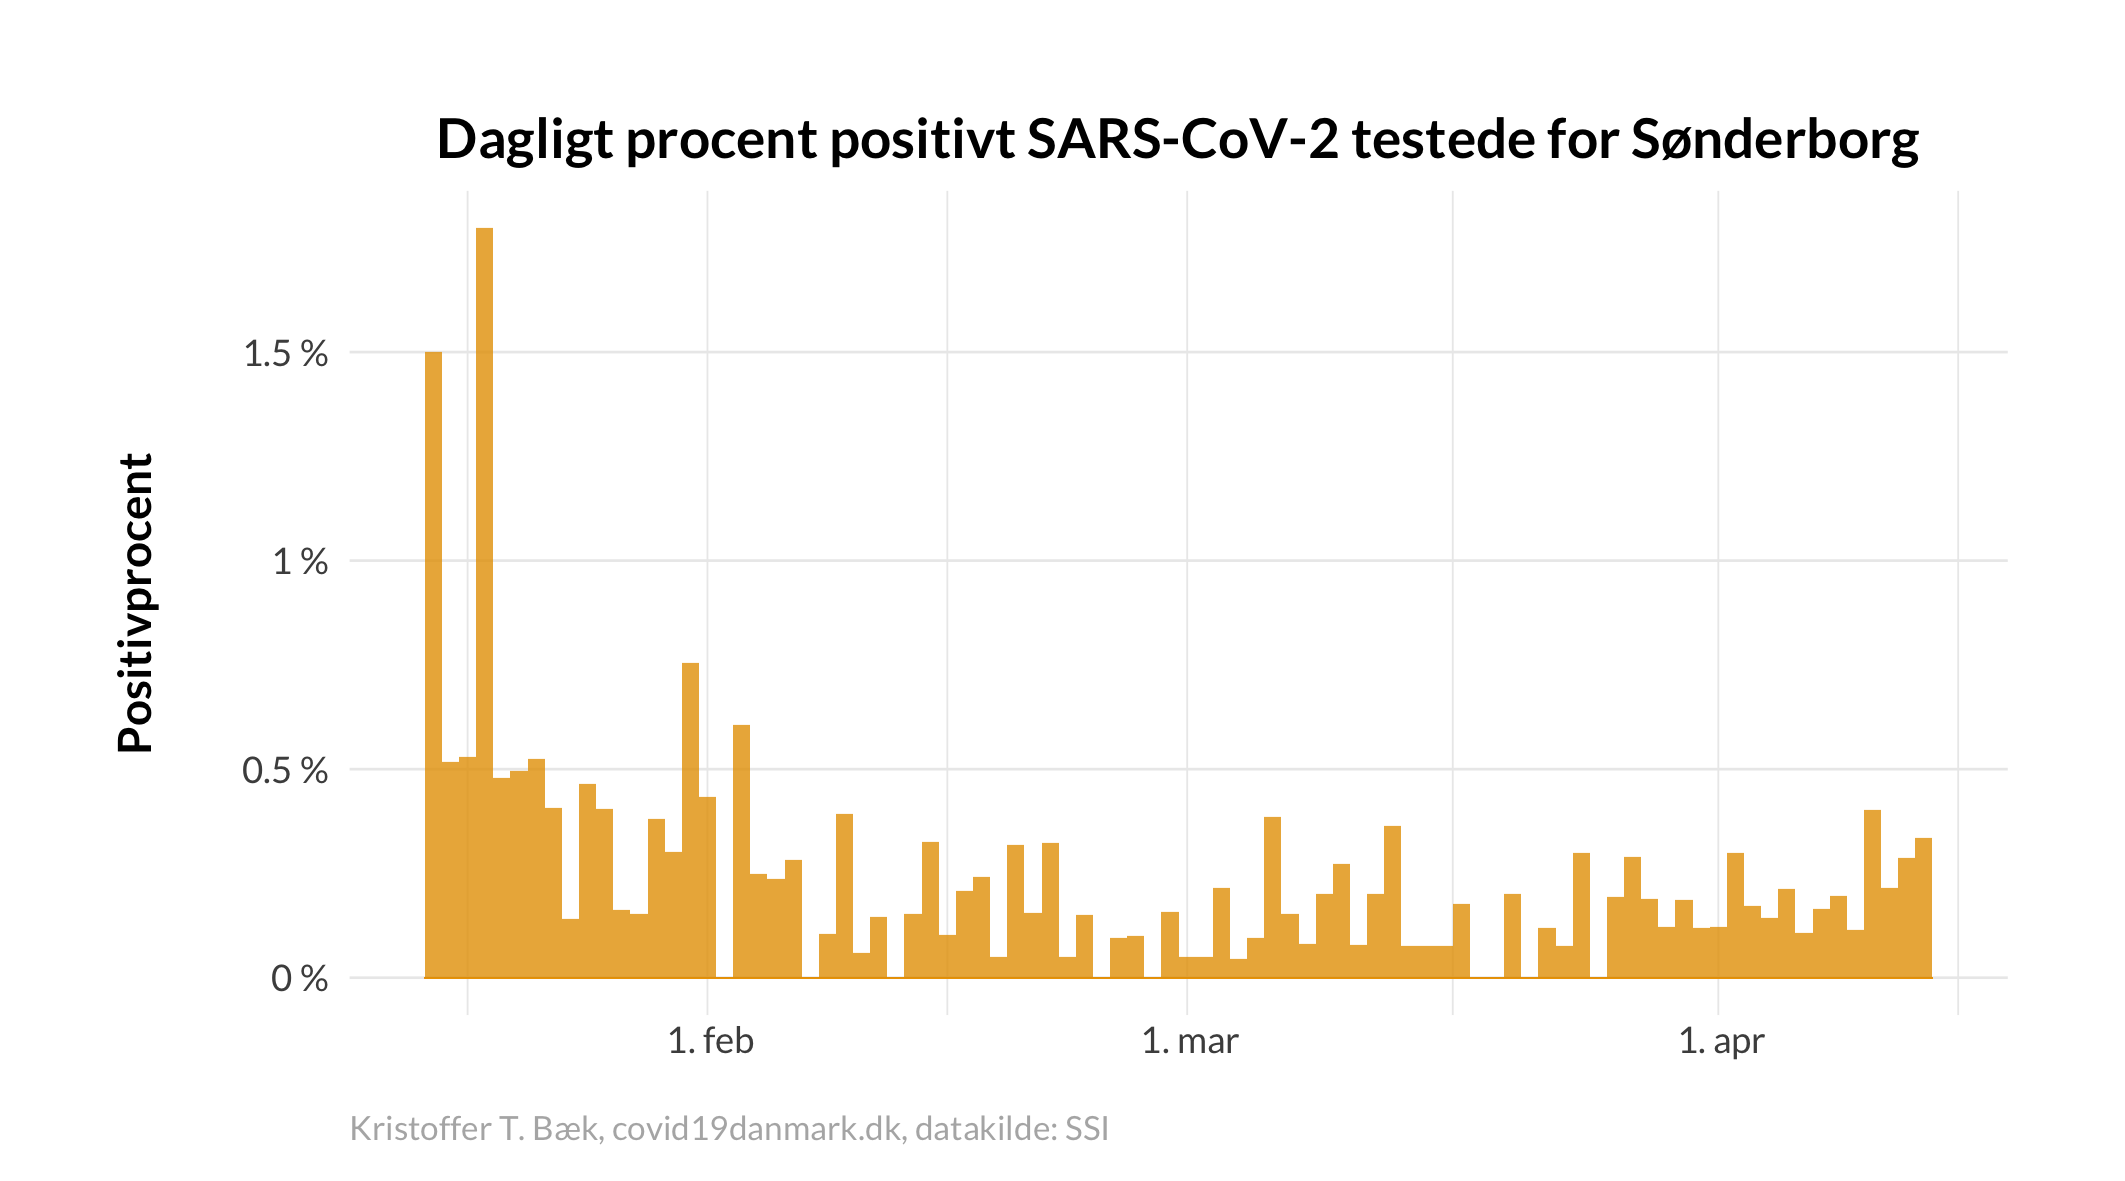 Dagligt procent positivt SARS-CoV-2 testede for Sønderborg
Positivprocent
1.5 %
1 %
0.5 %
0 %
1. feb
1. mar
1. apr
Kristoffer T. Bæk, covid19danmark.dk, datakilde: SSI